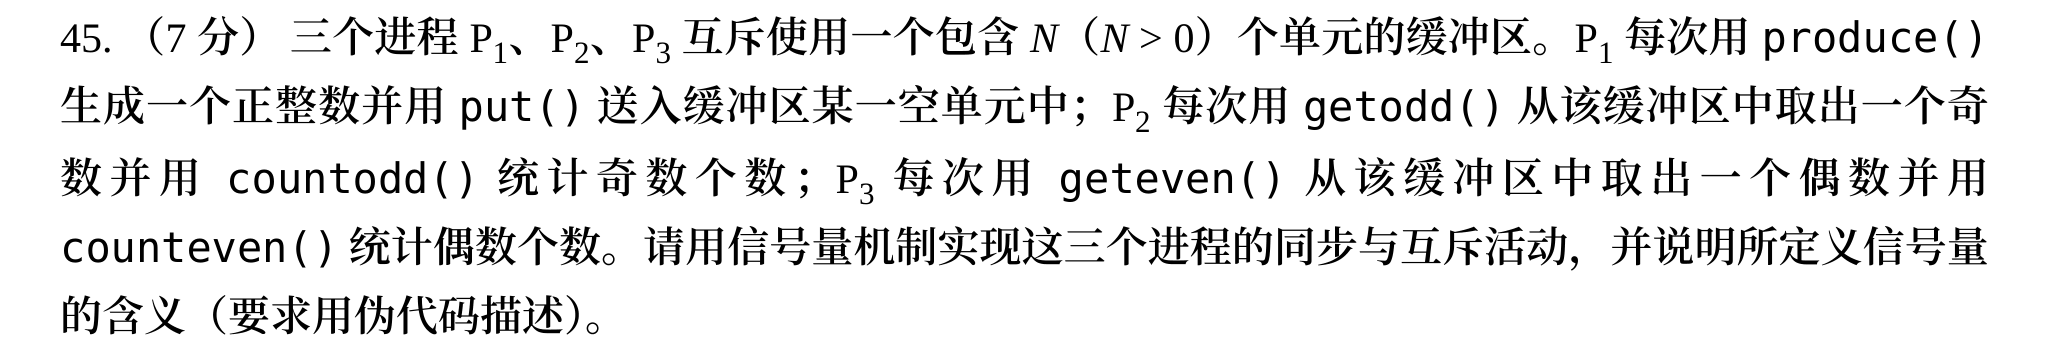 45. （7 分） 三个进程 P1、P2、P3 互斥使用一个包含 N（N > 0）个单元的缓冲区。P1 每次用 produce()
生成一个正整数并用 put() 送入缓冲区某一空单元中；P2 每次用 getodd() 从该缓冲区中取出一个奇
数并用 countodd() 统计奇数个数；P3 每次用 geteven() 从该缓冲区中取出一个偶数并用
counteven() 统计偶数个数。请用信号量机制实现这三个进程的同步与互斥活动，并说明所定义信号量
的含义（要求用伪代码描述）。